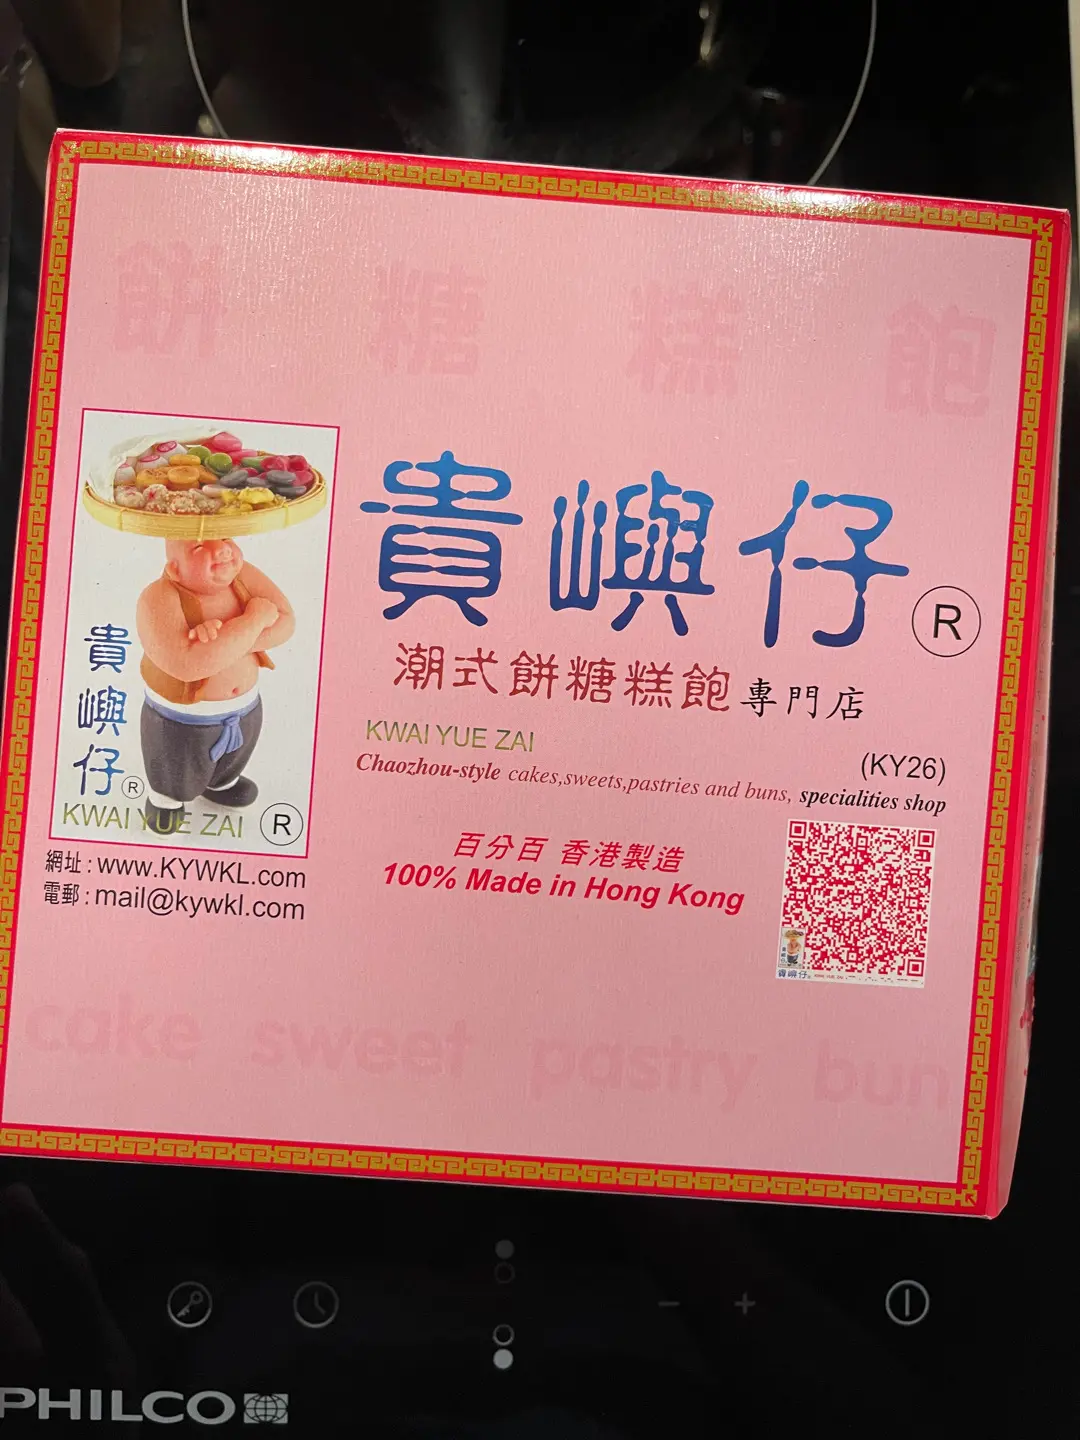 餅 糖 糕 飽
貴嶼仔®
潮式餅糖糕飽專門店
KWAI YUE ZAI
(KY26)
Chaozhou-style cakes,sweets,pastries and buns, specialities shop
貴
嶼
仔®
KWAI YUE ZAI ®
網址:www.KYWKL.com
電郵:mail@kywkl.com
百分百 香港製造
100% Made in Hong Kong
貴嶼仔
cake sweet pastry bun
PHILCO